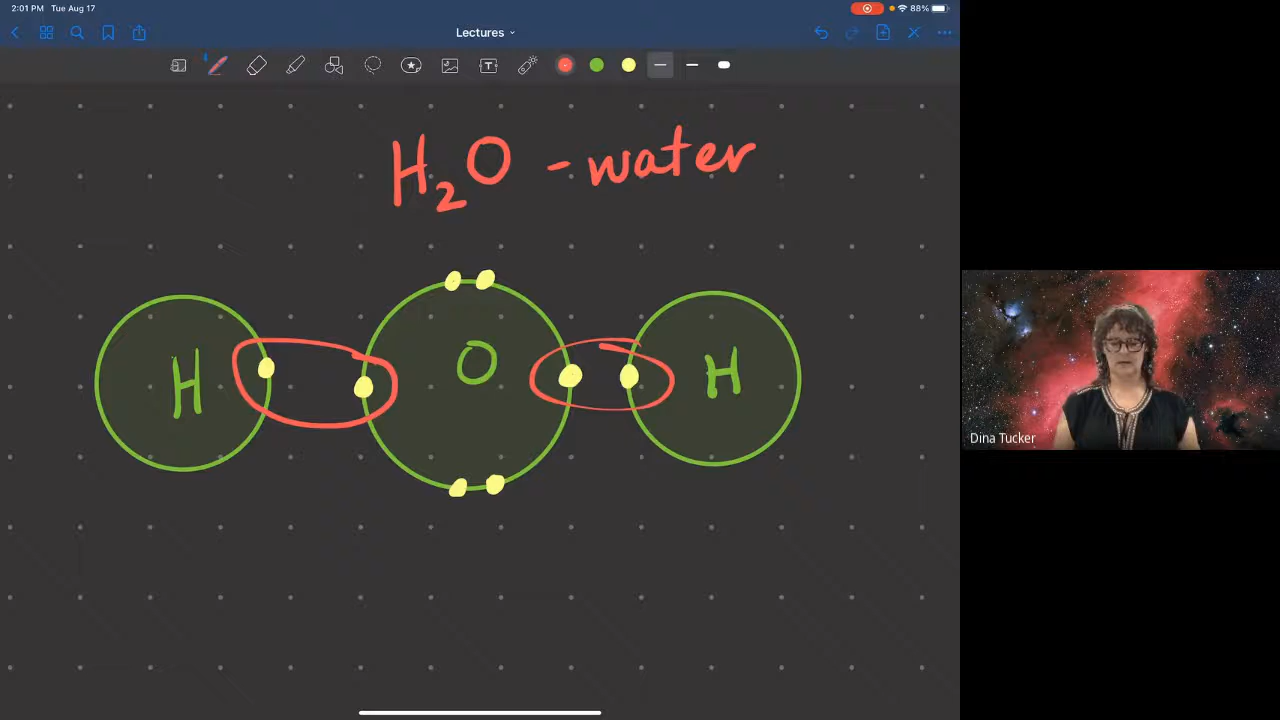 2:01 PM Tue Aug 17
88%
Lectures
T
H₂O - water
H
O
H
Dina Tucker